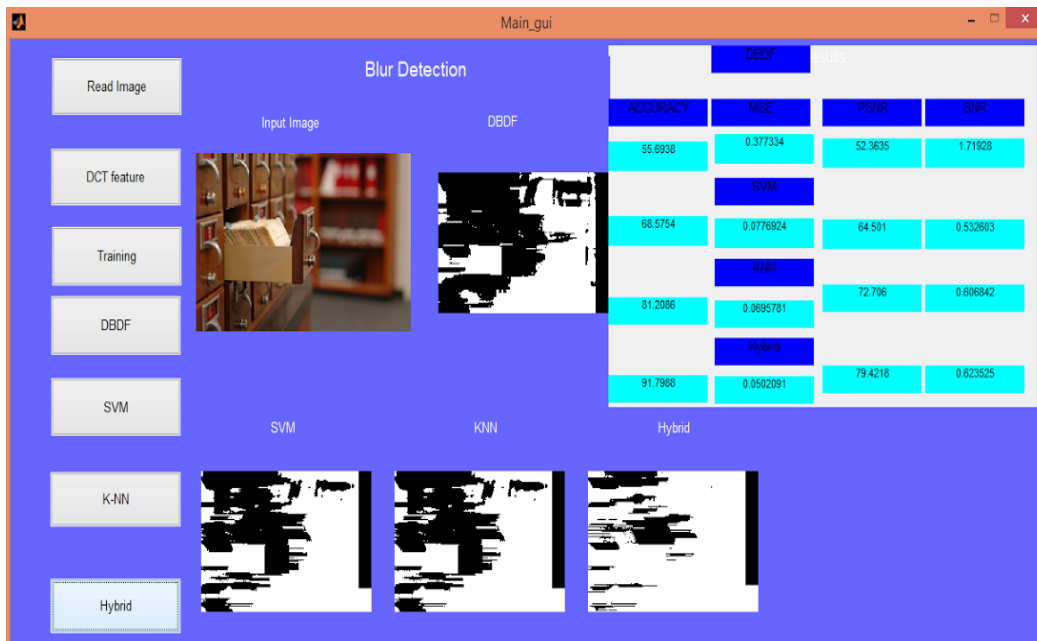 Main_gui
Read Image
DCT feature
Training
DBDF
SVM
K-NN
Hybrid
Blur Detection
Input Image
DBDF
esults
DBDF
ACCURACY MSE PSNR SNR
55.6938 0.377334 52.3635 1.71928
SVM
68.5754 0.0776924 64.501 0.532603
KNN
81.2086 0.0695781 72.706 0.606842
Hybrid
91.7988 0.0502091 79.4218 0.623525
SVM
KNN
Hybrid